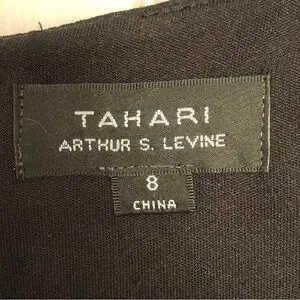 TAHARI
ARTHUR S. LEVINE
8
CHINA